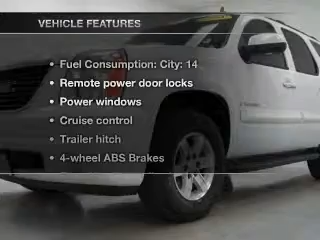 VEHICLE FEATURES
• Fuel Consumption: City: 14
• Remote power door locks
• Power windows
• Cruise control
• Trailer hitch
• 4-wheel ABS Brakes